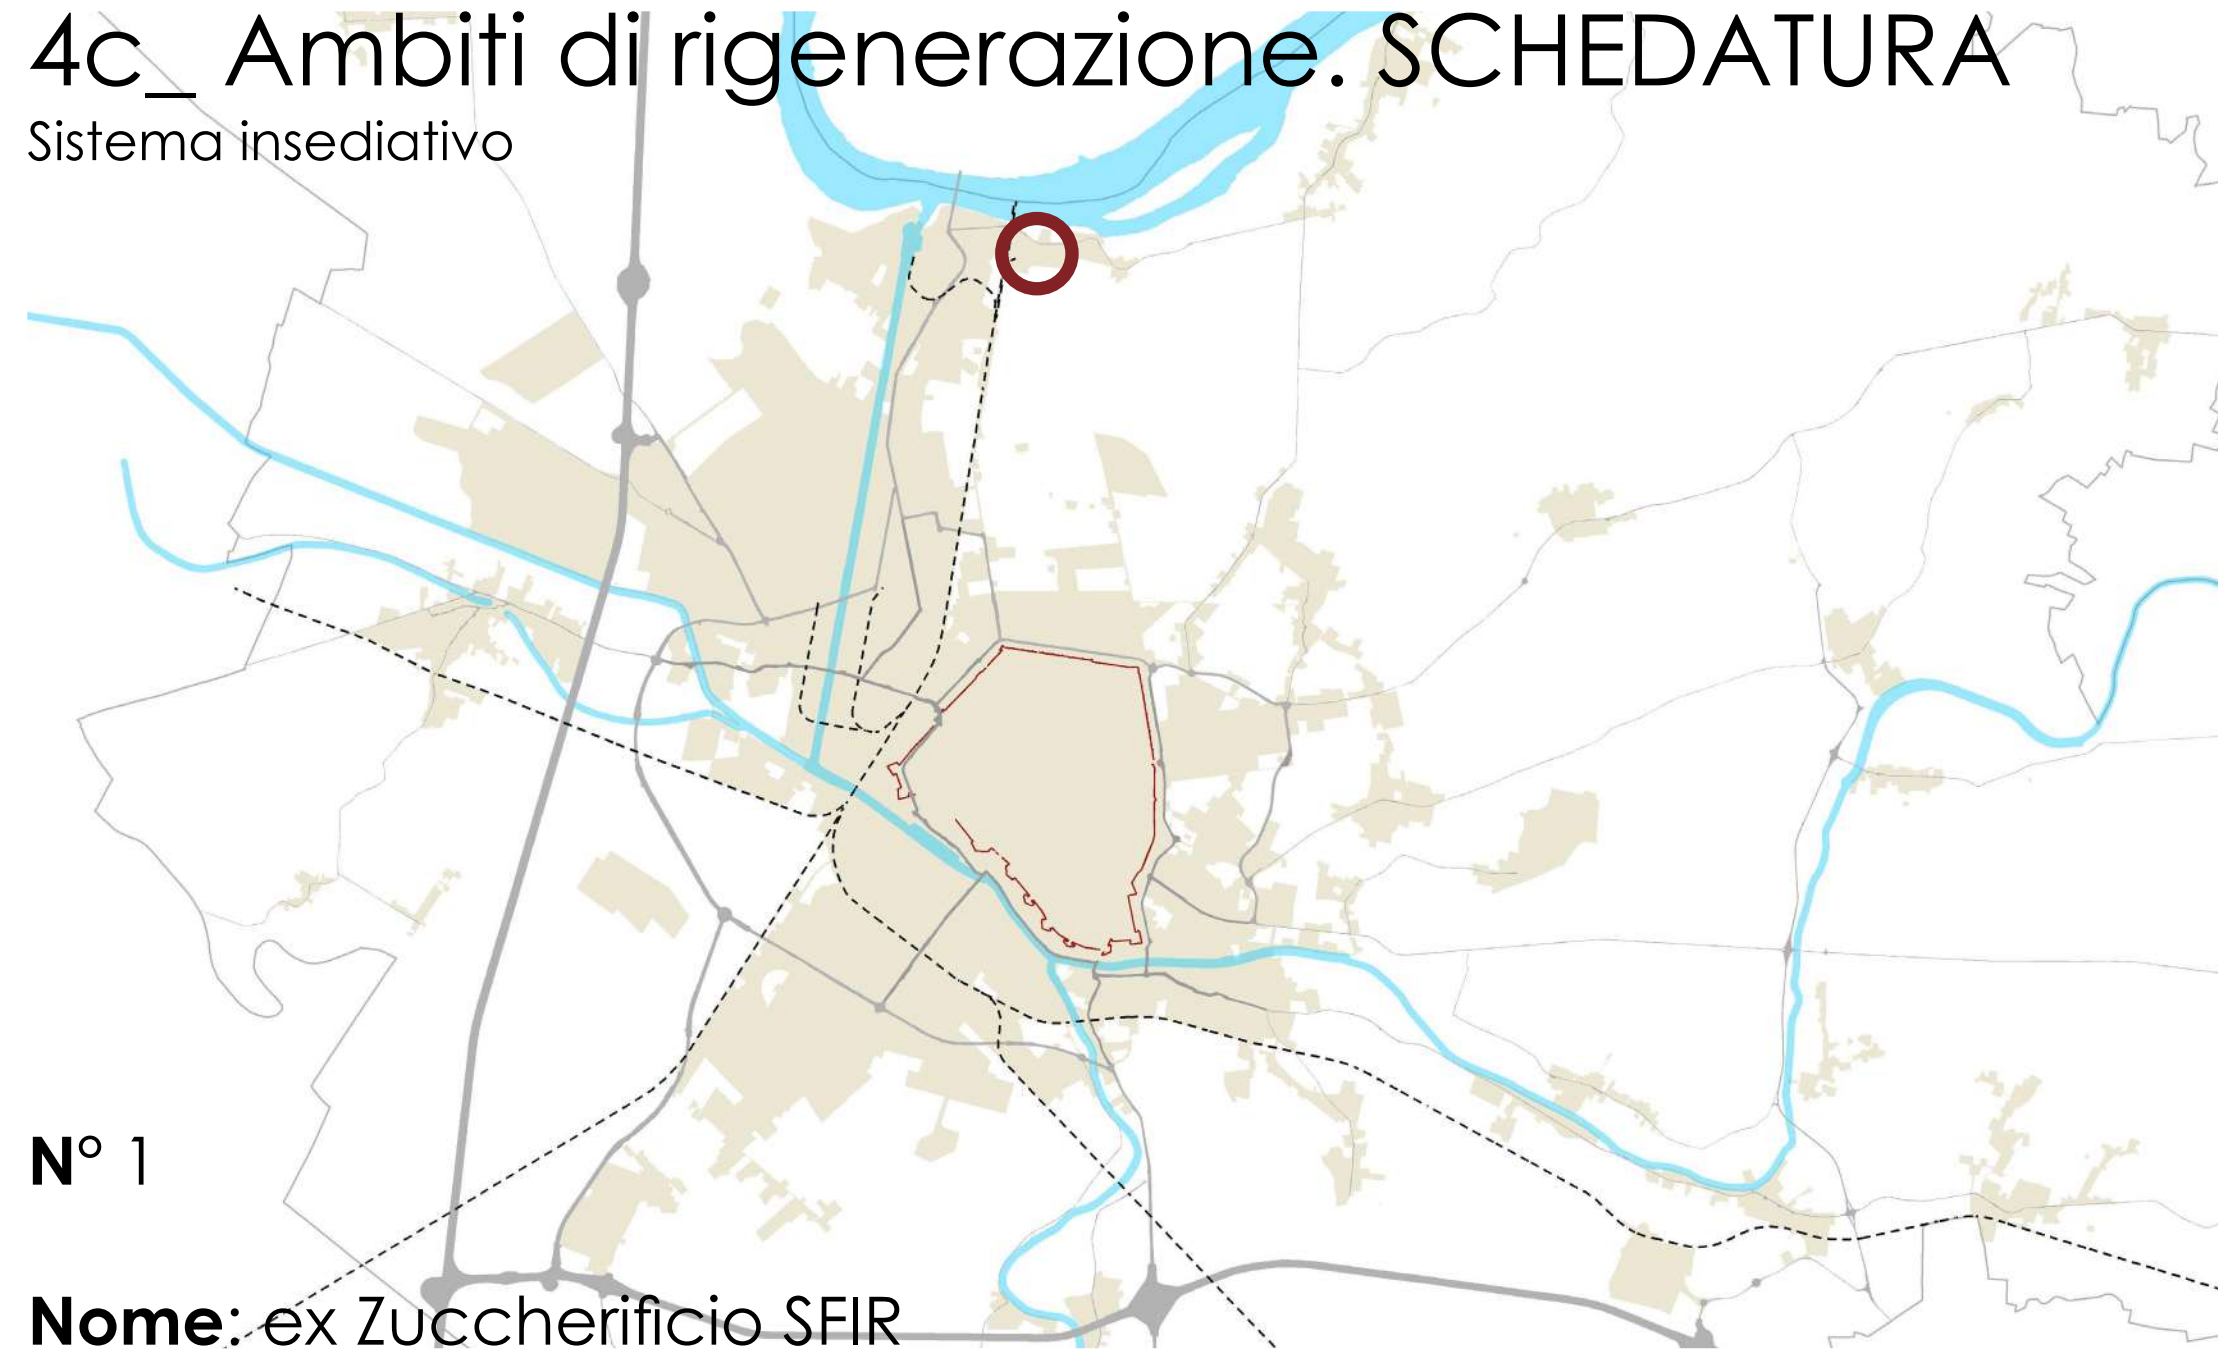 4c_ Ambiti di rigenerazione. SCHEDATURA
Sistema insediativo
N° 1
Nome: ex Zuccherificio SFIR